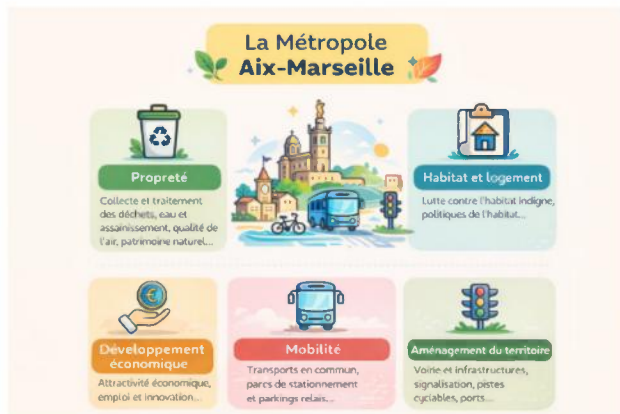 La Métropole
Aix-Marseille
Propreté
Collecte et traitement
des déchets, eau et
assainissement, qualité de
l'air, patrimoine naturel...
Habitat et logement
Lutte contre l'habitat indigne,
politiques de l'habitat...
Développement
économique
Attractivité économique,
emploi et innovation...
Mobilité
Transports en commun,
parcs de stationnement
et parkings relais...
Aménagement du territoire
Voirie et infrastructures,
signalisation, pistes
cyclables, ports...